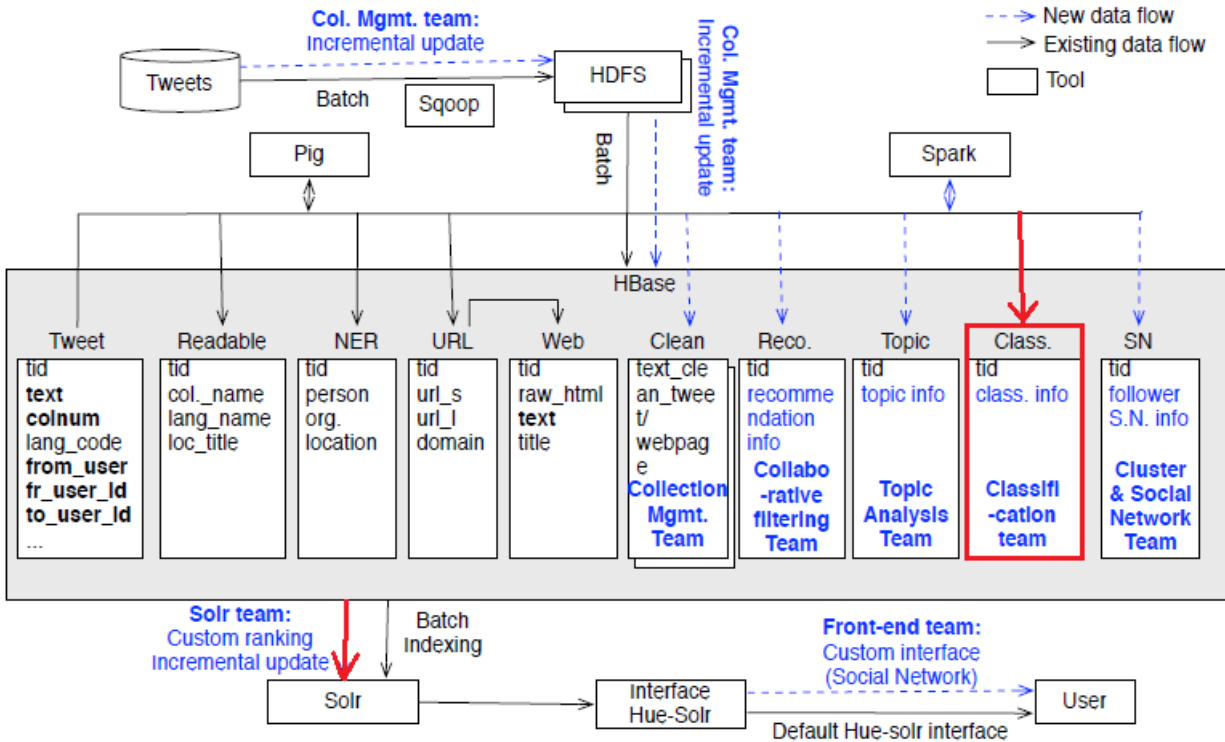 Col. Mgmt. team:
Incremental update
New data flow
Existing data flow
Tool
Tweets
Batch
Sqoop
HDFS
Col. Mgmt. team:
Incremental update
Batch
Pig
Spark
HBase
Tweet
tid
text
colnum
lang_code
from_user
fr_user_id
to_user_id
...
Readable
tid
col._name
lang_name
loc_title
NER
tid
person
org.
location
URL
tid
url_s
url_l
domain
Web
tid
raw_html
text
title
Clean
text_cle
an_twee
t/
webpag
e
Collection
Mgmt.
Team
Reco.
tid
recomme
ndation
info
Collabo
-rative
filtering
Team
Topic
tid
topic info
Topic
Analysis
Team
Class.
tid
class. info
Classifi
-cation
team
SN
tid
follower
S.N. info
Cluster
& Social
Network
Team
Solr team:
Custom ranking
Incremental update
Batch
Indexing
Front-end team:
Custom interface
(Social Network)
Solr
Interface
Hue-Solr
User
Default Hue-solr interface